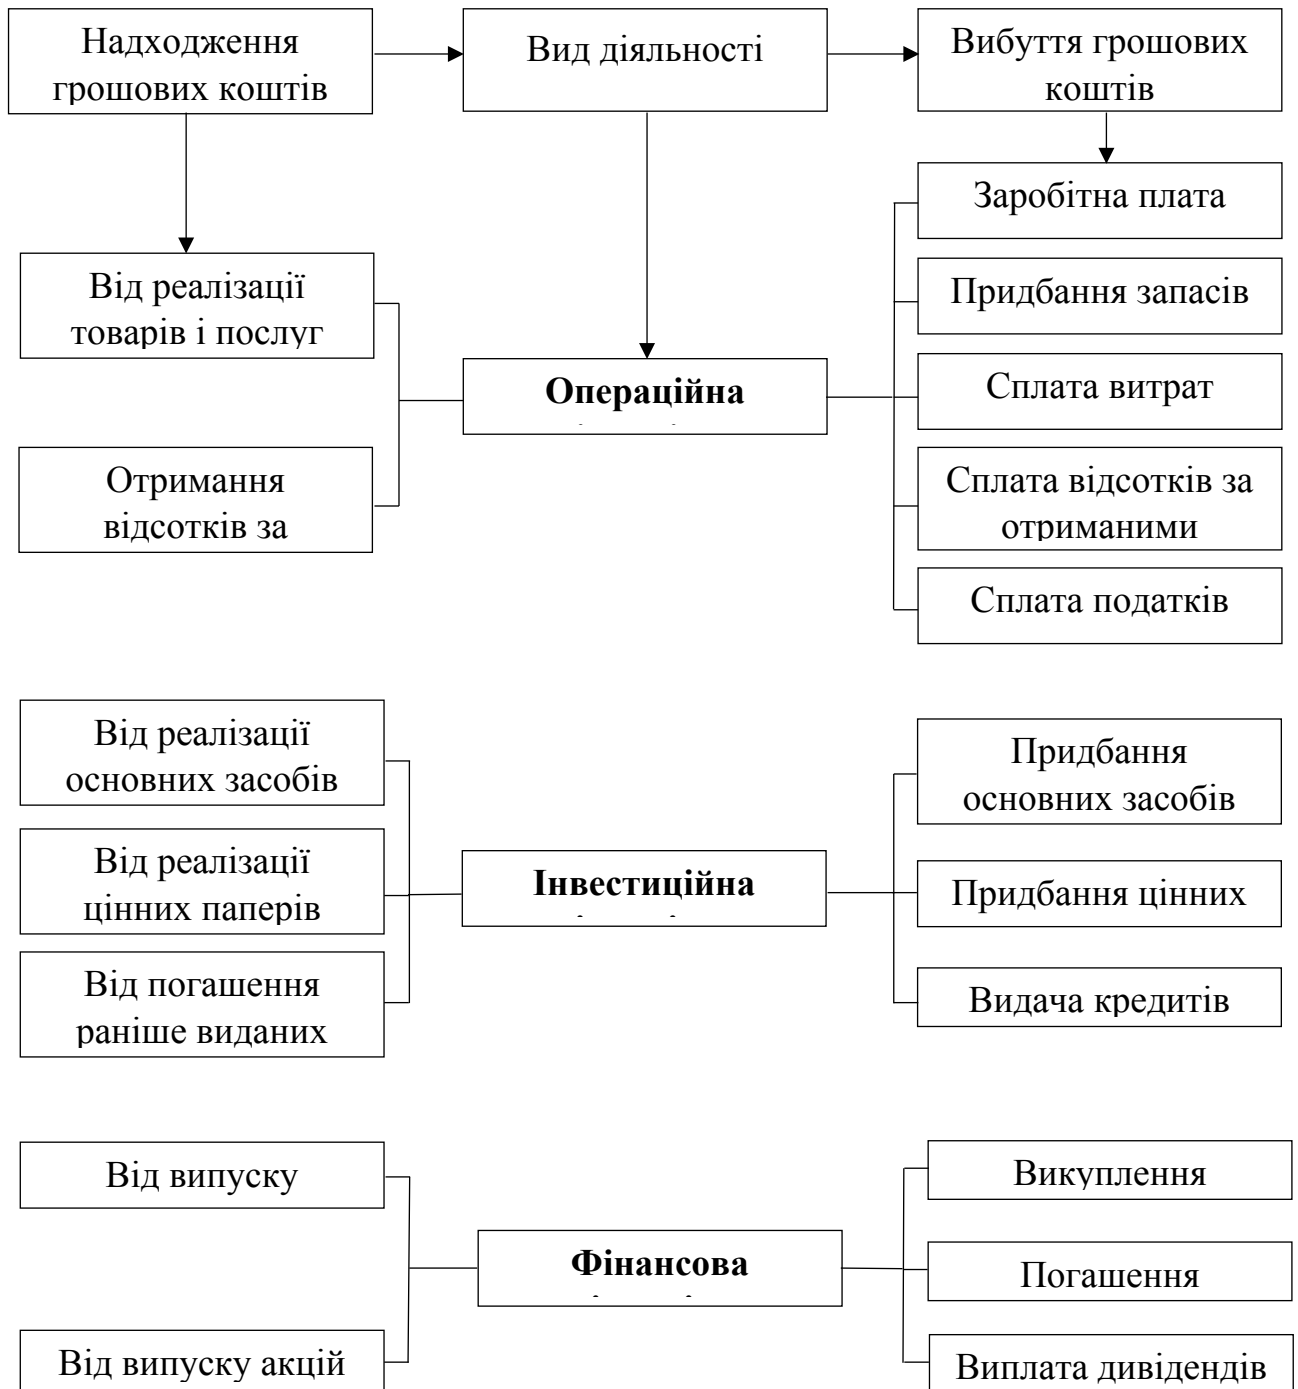 Надходження
грошових коштів
Вид діяльності
Вибуття грошових
коштів
Заробітна плата
Від реалізації
товарів і послуг
Придбання запасів
Операційна
Сплата витрат
Отримання
відсотків за
Сплата відсотків за
отриманими
Сплата податків
Від реалізації
основних засобів
Придбання
основних засобів
Від реалізації
цінних паперів
Інвестиційна
Придбання цінних
Від погашення
раніше виданих
Видача кредитів
Від випуску
Викуплення
Фінансова
Погашення
Від випуску акцій
Виплата дивідендів